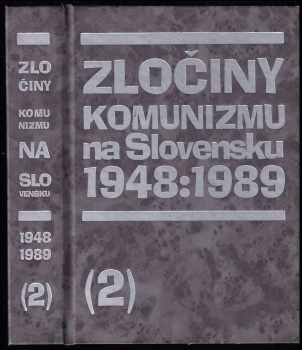 ZLO
ČINY
KOMU
NIZMU
NA
SLO
VENSKU
1948
1989
(2)
ZLOČINY
KOMUNIZMU
na Slovensku
1948:1989
(2)